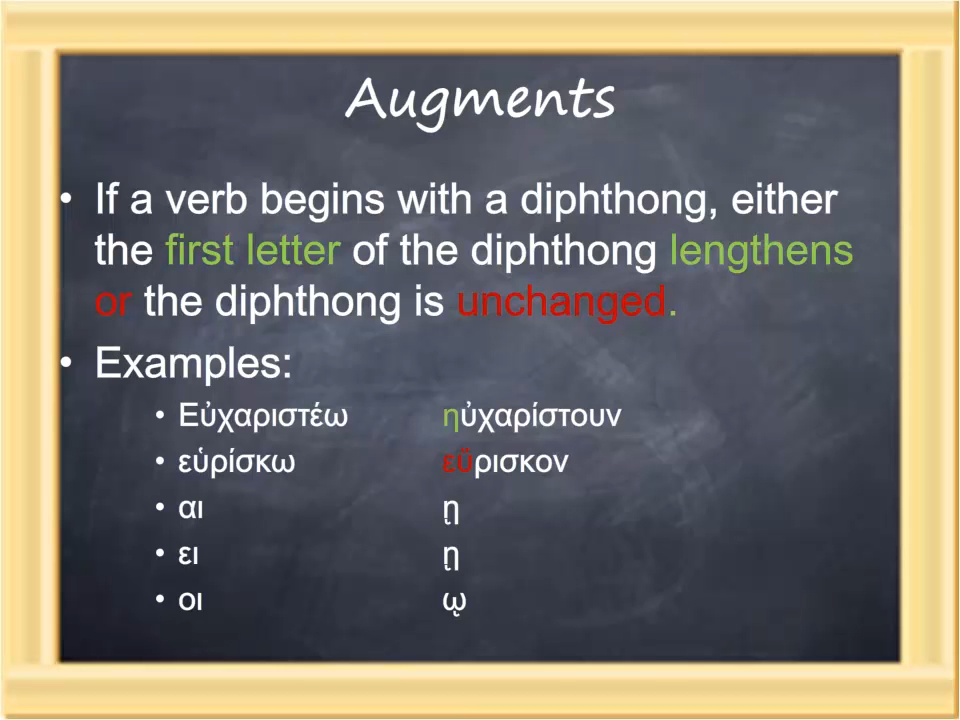 Augments
• If a verb begins with a diphthong, either
the first letter of the diphthong lengthens
or the diphthong is unchanged.
• Examples:
• Εὐχαριστέω ηὐχαρίστουν
• εὑρίσκω εὕρισκον
• αι ῃ
• ει ῃ
• οι ῳ